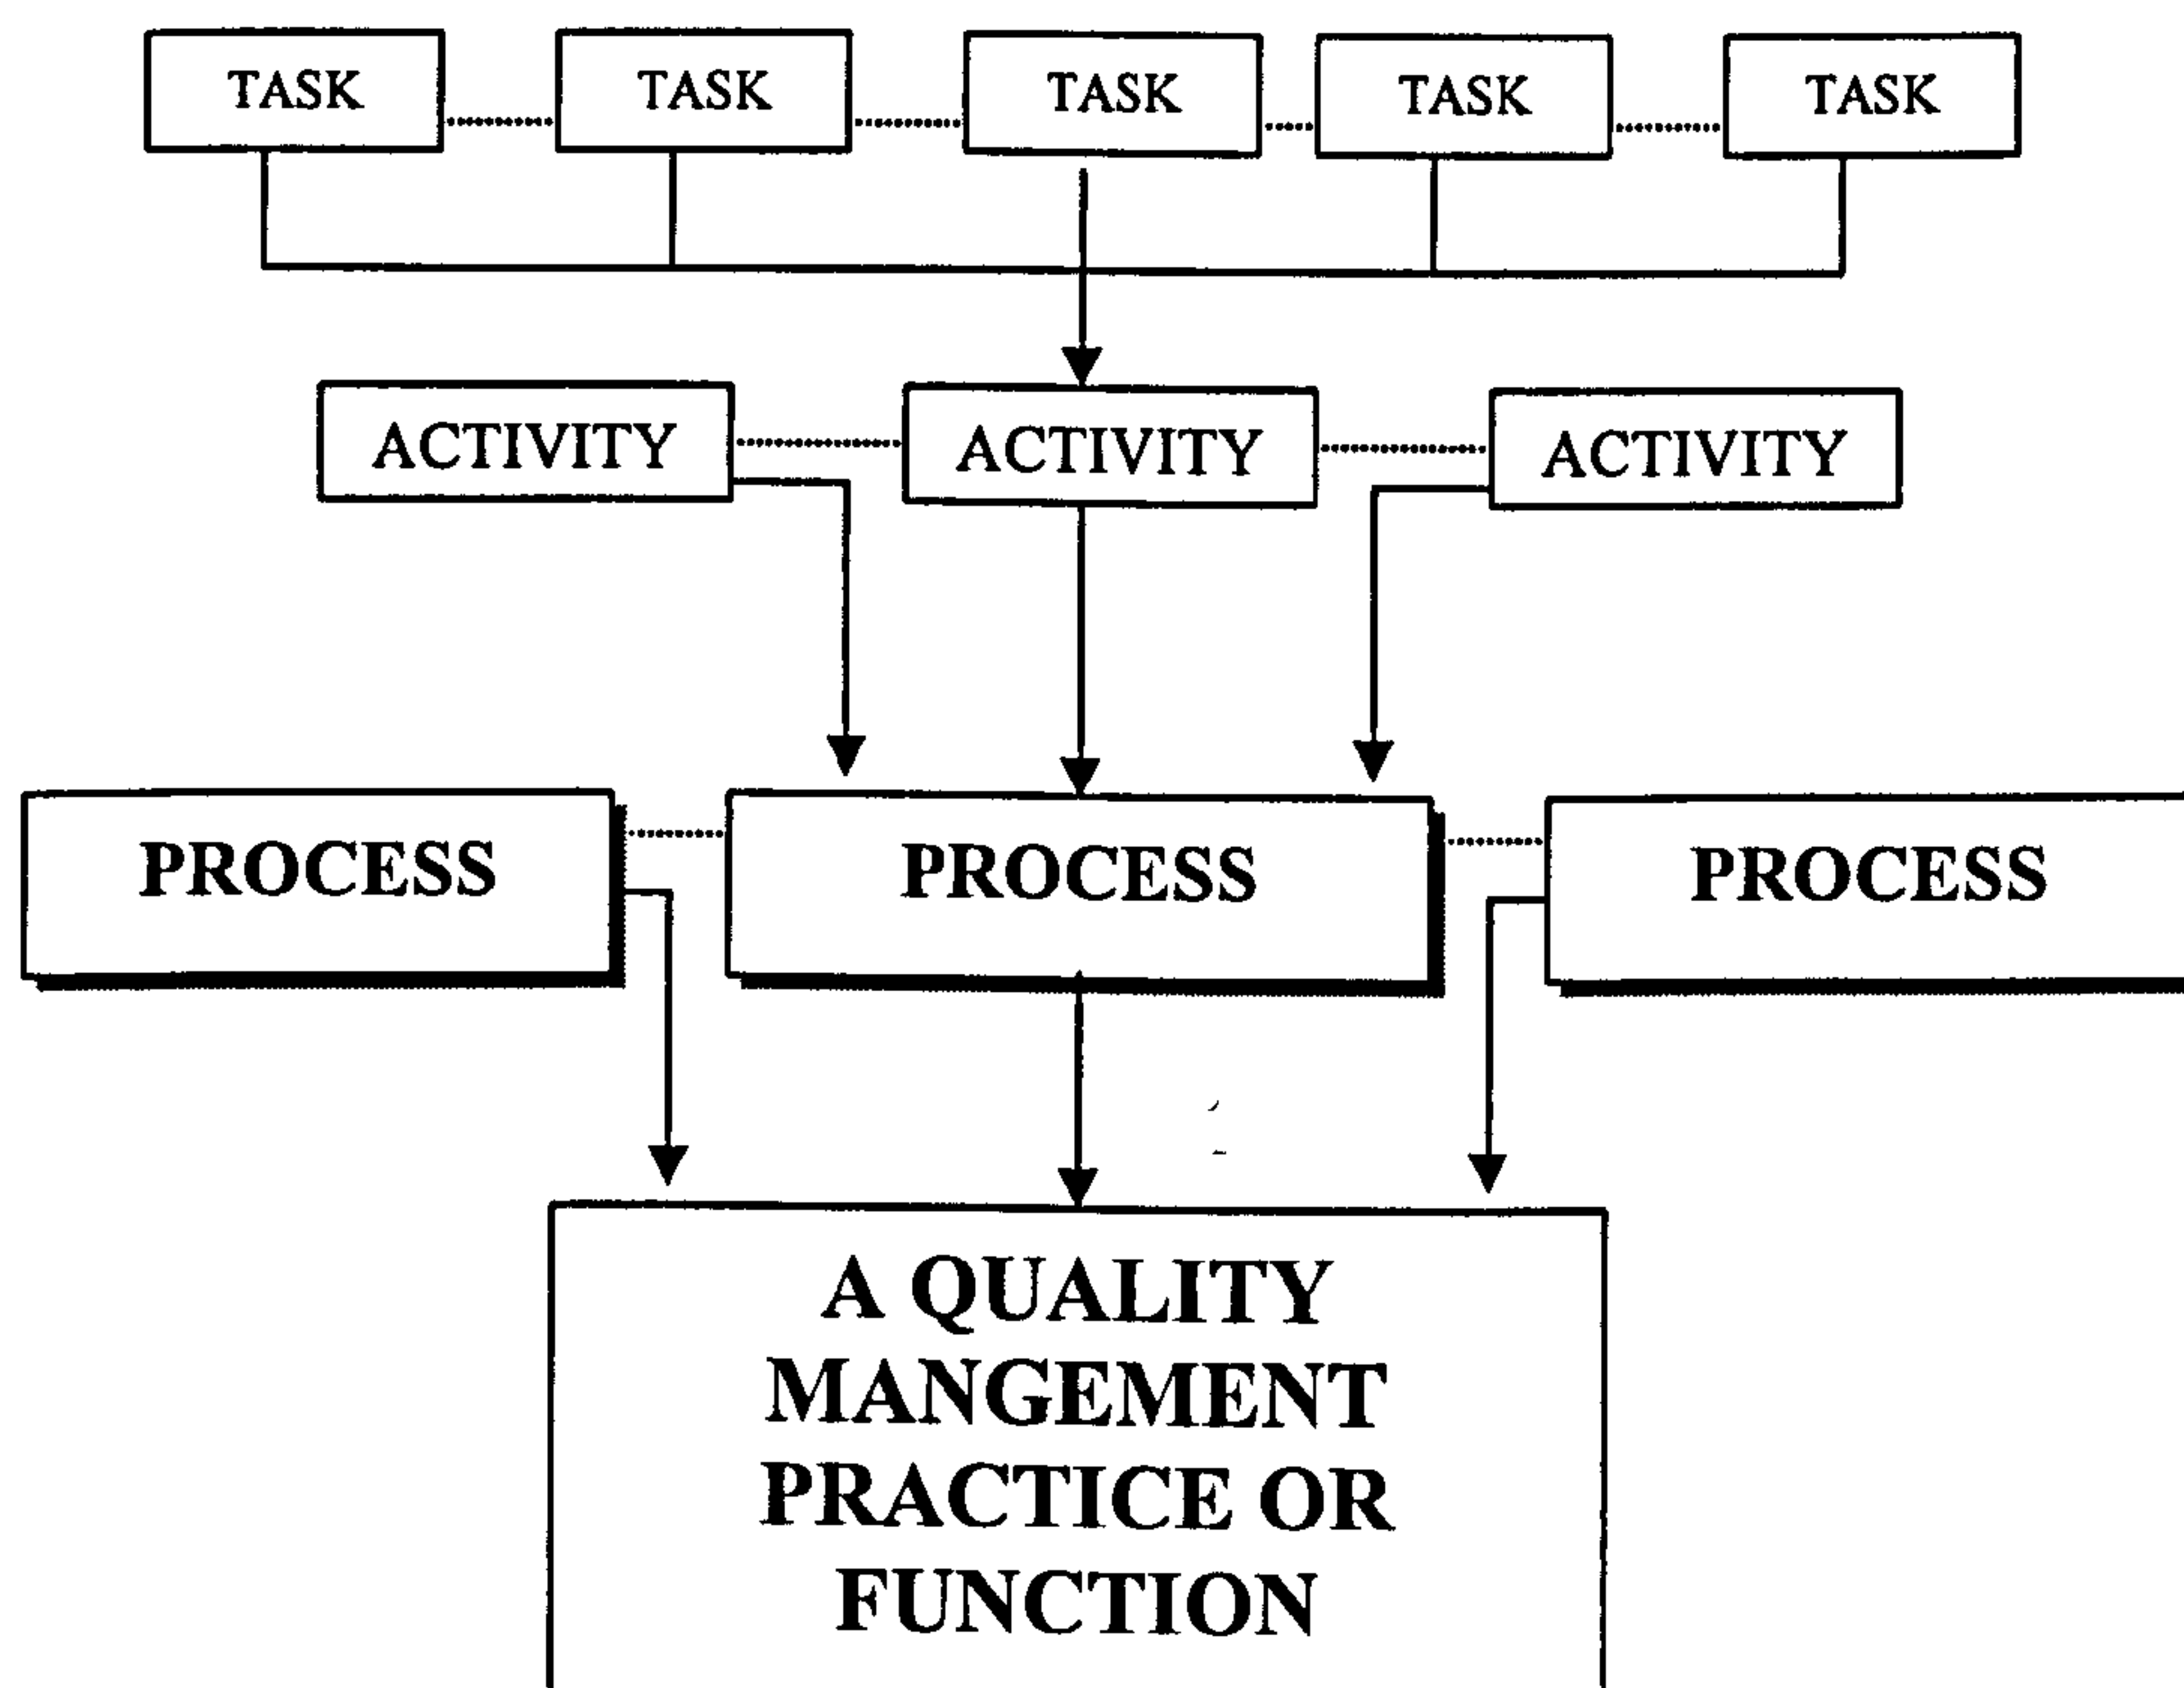 TASK TASK TASK TASK TASK
ACTIVITY ACTIVITY ACTIVITY
PROCESS PROCESS PROCESS
A QUALITY
MANGEMENT
PRACTICE OR
FUNCTION